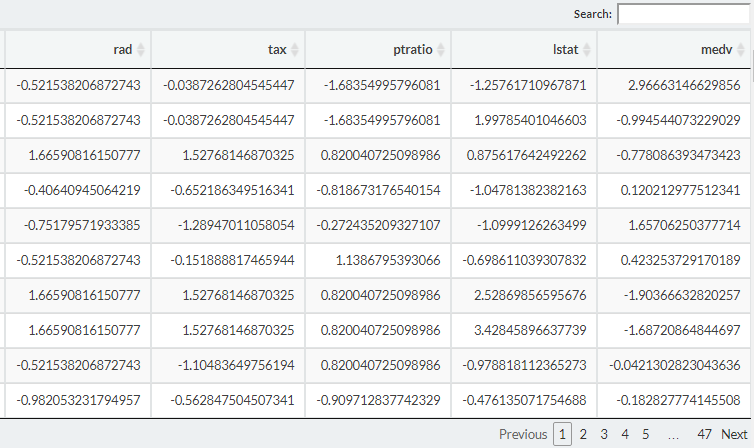 Search:
rad tax ptratio lstat medv
-0.521538206872743 -0.0387262804545447 -1.68354995796081 -1.25761710967871 2.96663146629856
-0.521538206872743 -0.0387262804545447 -1.68354995796081 1.99785401046603 -0.994544073229029
1.66590816150777 1.52768146870325 0.820040725098986 0.875617642492262 -0.778086393473423
-0.40640945064219 -0.652186349516341 -0.818673176540154 -1.04781382382163 0.120212977512341
-0.75179571933385 -1.28947011058054 -0.272435209327107 -1.0999126263499 1.65706250377714
-0.521538206872743 -0.151888817465944 1.1386795393066 -0.698611039307832 0.423253729170189
1.66590816150777 1.52768146870325 0.820040725098986 2.52869856595676 -1.90366632820257
1.66590816150777 1.52768146870325 0.820040725098986 3.42845896637739 -1.68720864844697
-0.521538206872743 -1.10483649756194 0.820040725098986 -0.978818112365273 -0.0421302823043636
-0.982053231794957 -0.562847504507341 -0.909712837742329 -0.476135071754688 -0.182827774145508
Previous 1 2 3 4 5 … 47 Next